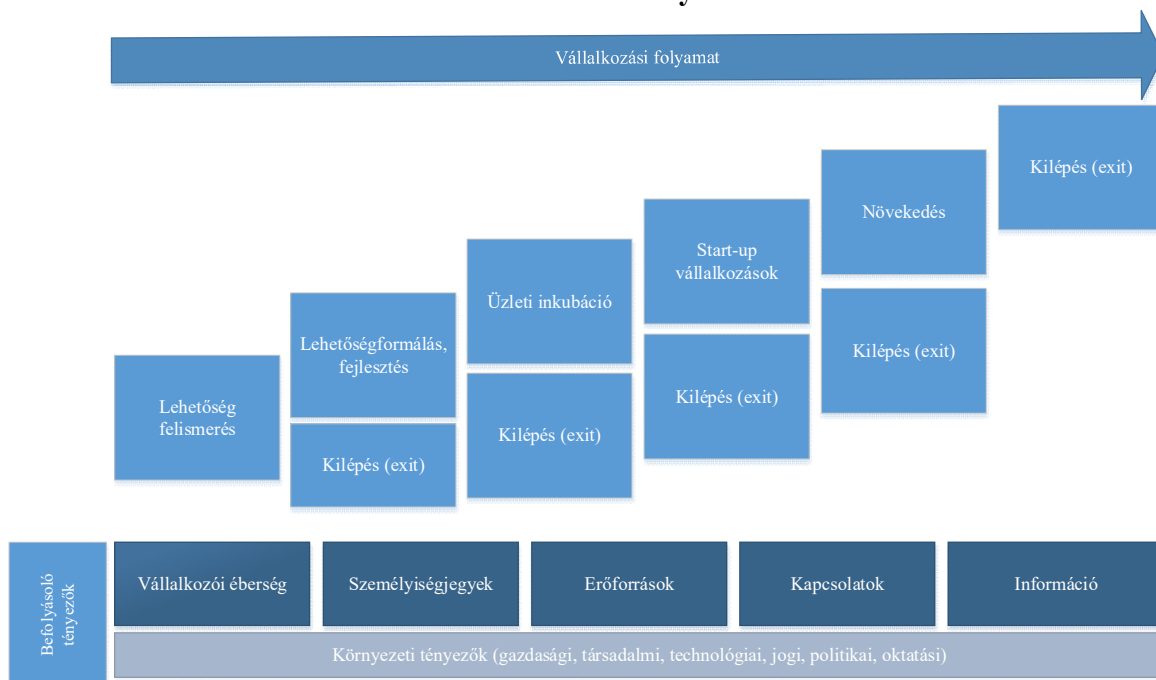 Vállalkozási folyamat
Kilépés (exit)
Növekedés
Start-up
vállalkozások
Üzleti inkubáció
Lehetőségformálás,
fejlesztés
Lehetőség
felismerés
Kilépés (exit)
Kilépés (exit)
Kilépés (exit)
Kilépés (exit)
Befolyásoló
tényezők
Vállalkozói éberség
Személyiségjegyek
Erőforrások
Kapcsolatok
Információ
Környezeti tényezők (gazdasági, társadalmi, technológiai, jogi, politikai, oktatási)